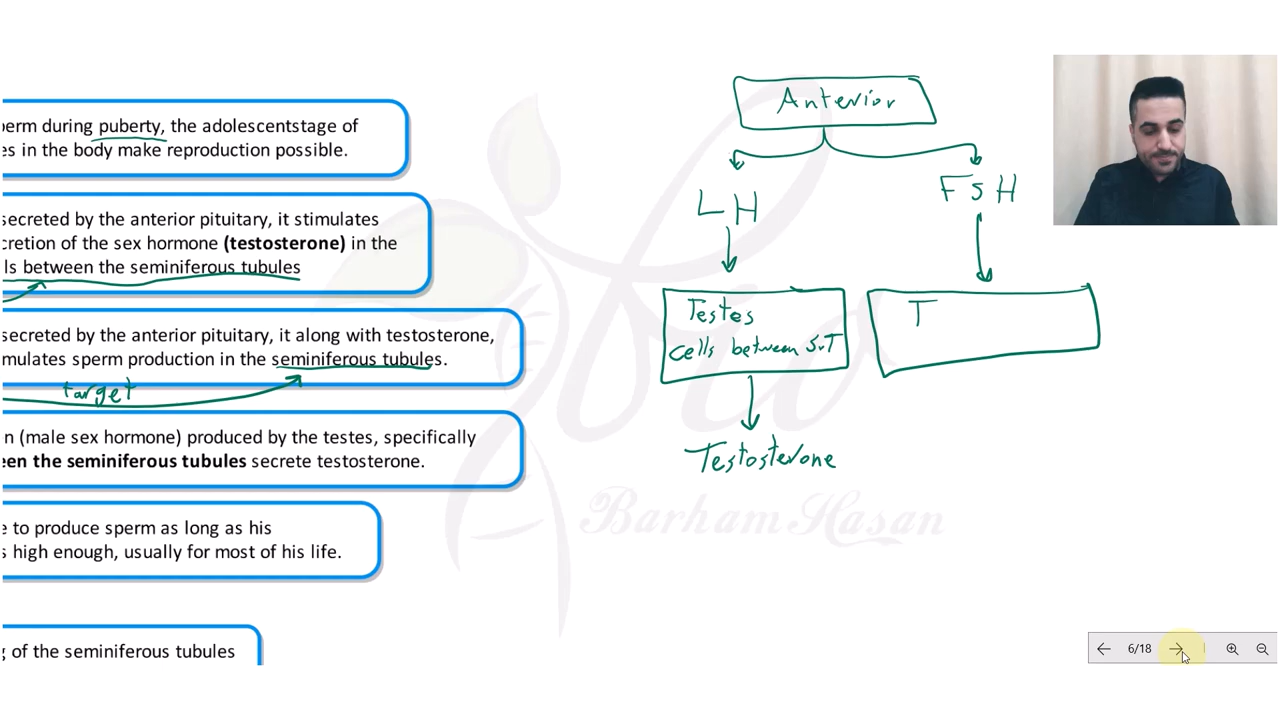 erm during puberty, the adolescentstage of
es in the body make reproduction possible.
secreted by the anterior pituitary, it stimulates
cretion of the sex hormone (testosterone) in the
ls between the seminiferous tubules
secreted by the anterior pituitary, it along with testosterone,
mulates sperm production in the seminiferous tubules.
target
n (male sex hormone) produced by the testes, specifically
een the seminiferous tubules secrete testosterone.
e to produce sperm as long as his
s high enough, usually for most of his life.
g of the seminiferous tubules
Anterior
LH
FSH
Testes
cells between S.T
T
Testosterone
Bio
Barham Hasan
6/18